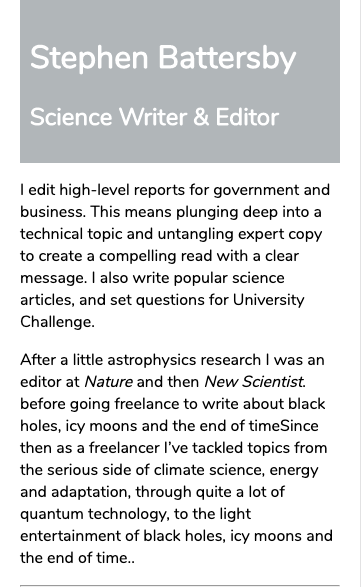 Stephen Battersby
Science Writer & Editor
I edit high-level reports for government and
business. This means plunging deep into a
technical topic and untangling expert copy
to create a compelling read with a clear
message. I also write popular science
articles, and set questions for University
Challenge.
After a little astrophysics research I was an
editor at Nature and then New Scientist.
before going freelance to write about black
holes, icy moons and the end of timeSince
then as a freelancer I've tackled topics from
the serious side of climate science, energy
and adaptation, through quite a lot of
quantum technology, to the light
entertainment of black holes, icy moons and
the end of time..